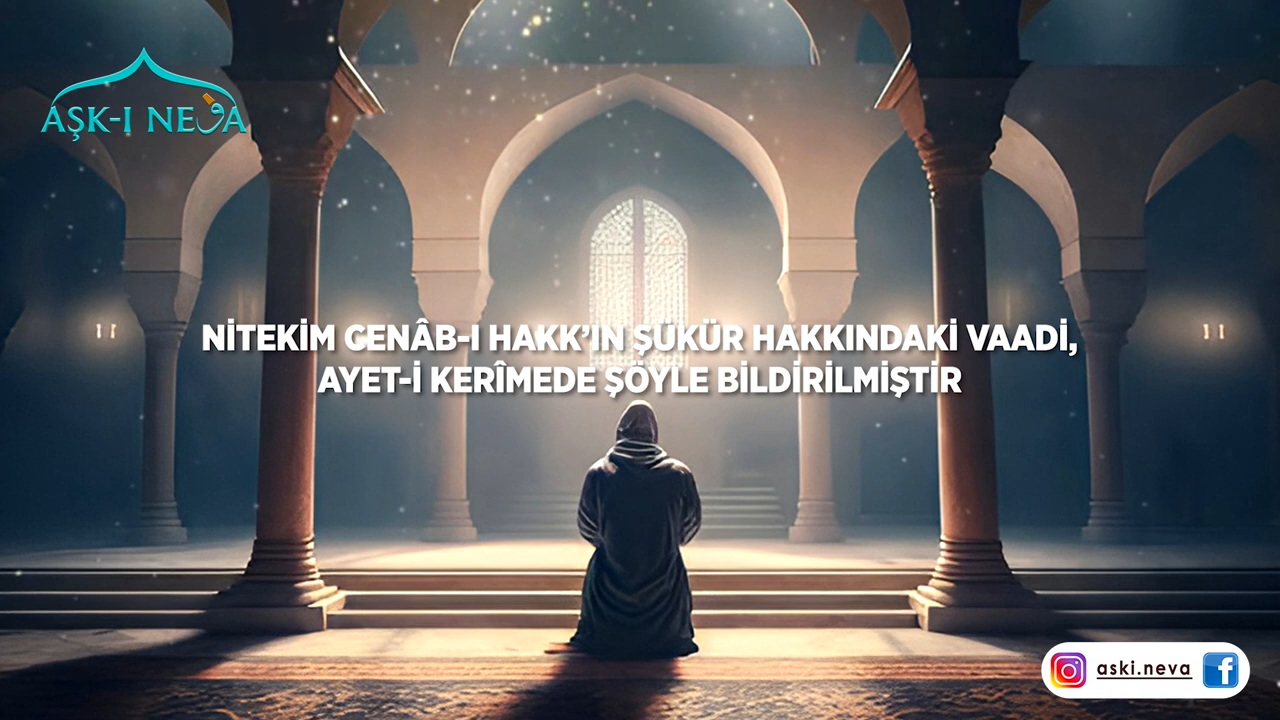 AŞK-I NEVA
NİTEKİM CENÂB-I HAKK’IN ŞÜKÜR HAKKINDAKİ VAADİ,
AYET-İ KERÎMEDE ŞÖYLE BİLDİRİLMİŞTİR
aski.neva